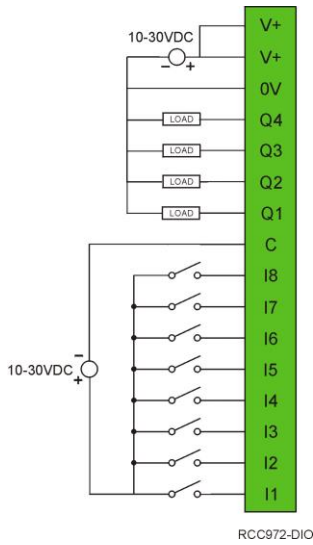 V+
10-30VDC
- +
V+
0V
LOAD Q4
LOAD Q3
LOAD Q2
LOAD Q1
C
I8
I7
I6
-
10-30VDC I5
+
I4
I3
I2
I1
RCC972-DIO